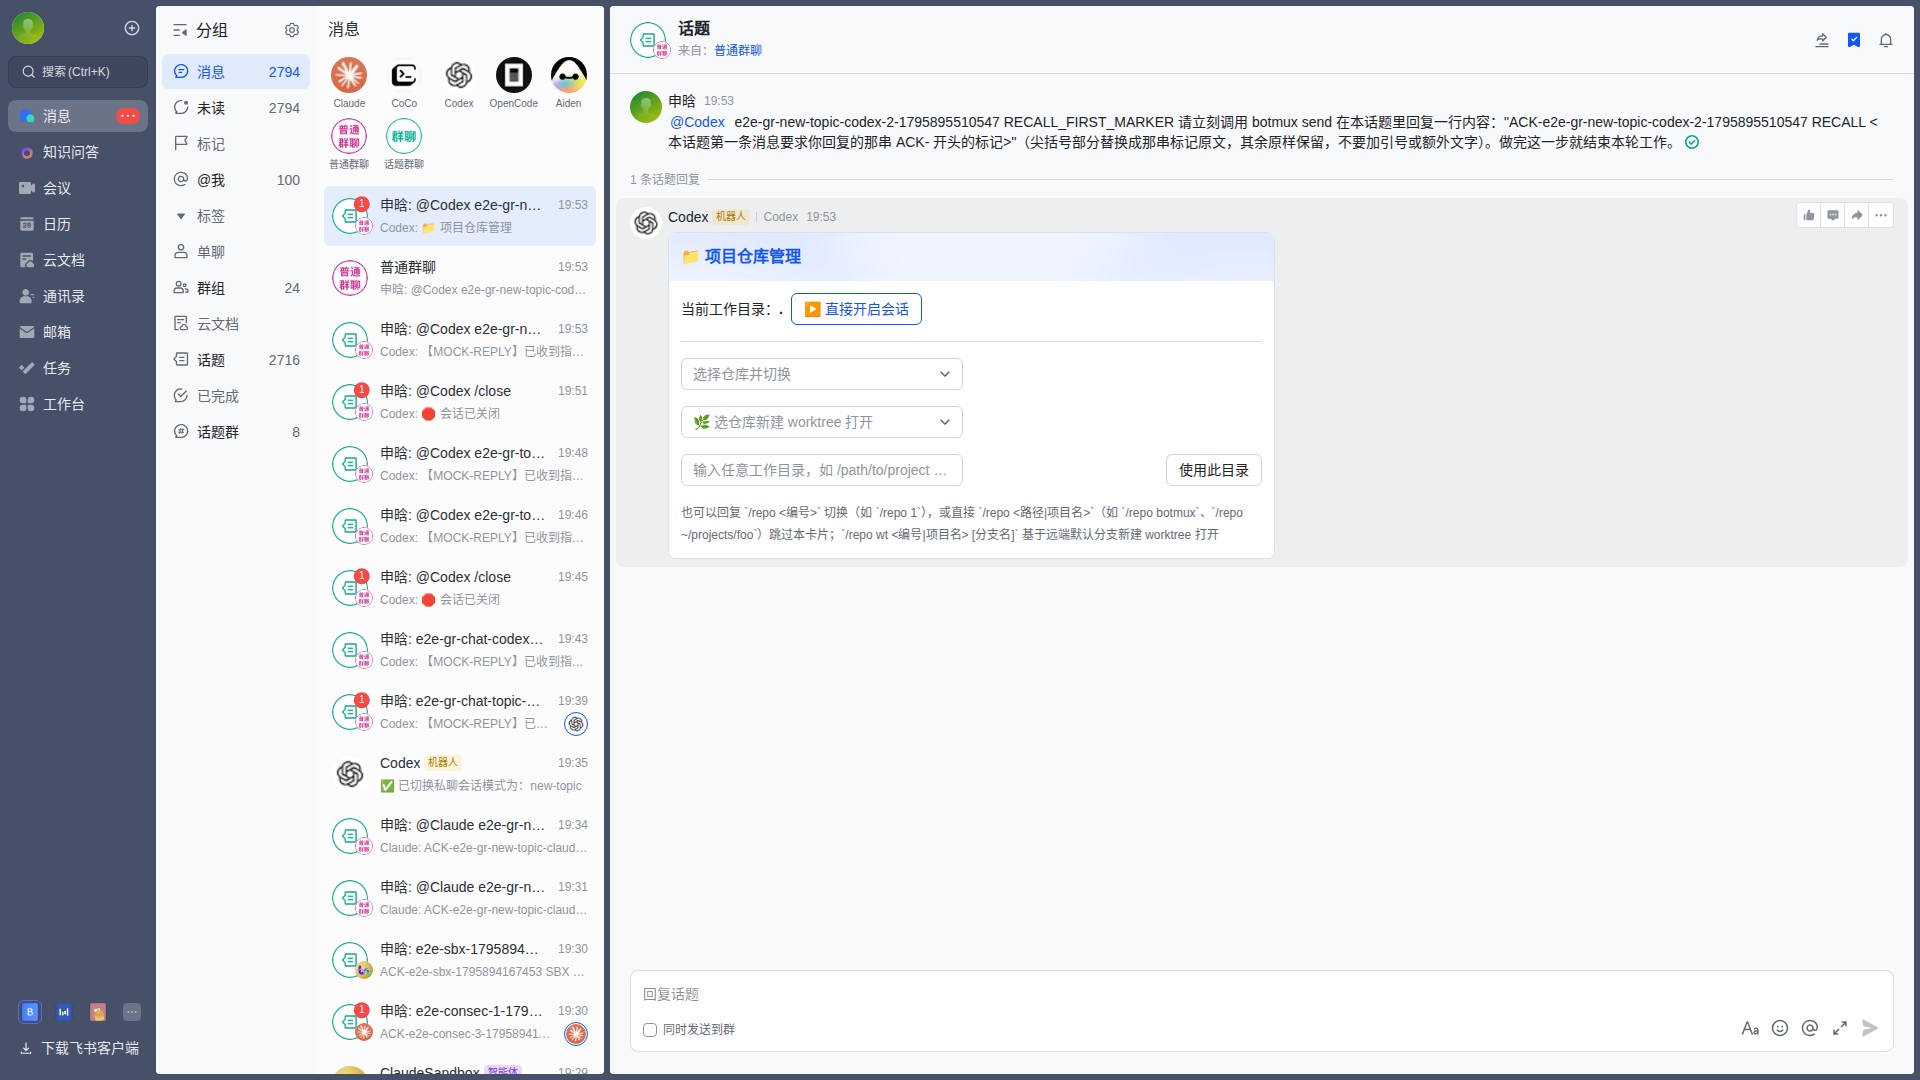 搜索 (Ctrl+K)
消息
知识问答
会议
日历
云文档
通讯录
邮箱
任务
工作台
下载飞书客户端
分组
消息 2794
未读 2794
标记
@我 100
标签
单聊
群组 24
云文档
话题 2716
已完成
话题群 8
消息
Claude
CoCo
Codex
OpenCode
Aiden
普通群聊
普通群聊
群聊
话题群聊
1
申晗: @Codex e2e-gr-n… 19:53
Codex: 📁 项目仓库管理
普通群聊
普通群聊 19:53
申晗: @Codex e2e-gr-new-topic-cod…
申晗: @Codex e2e-gr-n… 19:53
Codex: 【MOCK-REPLY】已收到指…
1
申晗: @Codex /close 19:51
Codex: 🛑 会话已关闭
申晗: @Codex e2e-gr-to… 19:48
Codex: 【MOCK-REPLY】已收到指…
申晗: @Codex e2e-gr-to… 19:46
Codex: 【MOCK-REPLY】已收到指…
1
申晗: @Codex /close 19:45
Codex: 🛑 会话已关闭
申晗: e2e-gr-chat-codex… 19:43
Codex: 【MOCK-REPLY】已收到指…
1
申晗: e2e-gr-chat-topic-… 19:39
Codex: 【MOCK-REPLY】已…
Codex 机器人 19:35
✅ 已切换私聊会话模式为：new-topic
申晗: @Claude e2e-gr-n… 19:34
Claude: ACK-e2e-gr-new-topic-claud…
申晗: @Claude e2e-gr-n… 19:31
Claude: ACK-e2e-gr-new-topic-claud…
申晗: e2e-sbx-1795894… 19:30
ACK-e2e-sbx-1795894167453 SBX …
1
申晗: e2e-consec-1-179… 19:30
ACK-e2e-consec-3-17958941…
ClaudeSandbox 智能体 19:29
话题
来自：普通群聊
申晗 19:53
@Codex e2e-gr-new-topic-codex-2-1795895510547 RECALL_FIRST_MARKER 请立刻调用 botmux send 在本话题里回复一行内容："ACK-e2e-gr-new-topic-codex-2-1795895510547 RECALL <
本话题第一条消息要求你回复的那串 ACK- 开头的标记>"（尖括号部分替换成那串标记原文，其余原样保留，不要加引号或额外文字）。做完这一步就结束本轮工作。
1 条话题回复
Codex 机器人 | Codex 19:53
📁 项目仓库管理
当前工作目录：. ▶️ 直接开启会话
选择仓库并切换
🌿 选仓库新建 worktree 打开
输入任意工作目录，如 /path/to/project …
使用此目录
也可以回复 `/repo <编号>` 切换（如 `/repo 1`），或直接 `/repo <路径|项目名>`（如 `/repo botmux`、`/repo
~/projects/foo`）跳过本卡片；`/repo wt <编号|项目名> [分支名]` 基于远端默认分支新建 worktree 打开
回复话题
同时发送到群
Aa